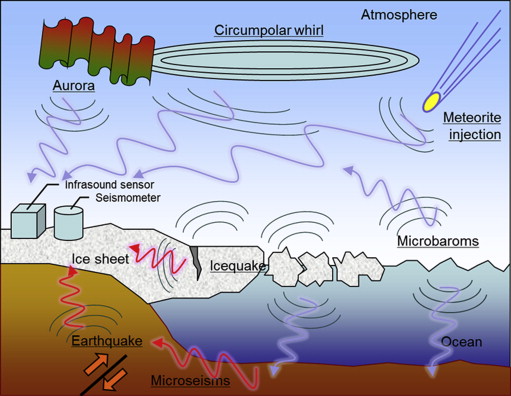 Atmosphere
Circumpolar whirl
Aurora
Meteorite
injection
Infrasound sensor
Seismometer
Microbaroms
Ice sheet
Icequake
Earthquake
Ocean
Microseisms